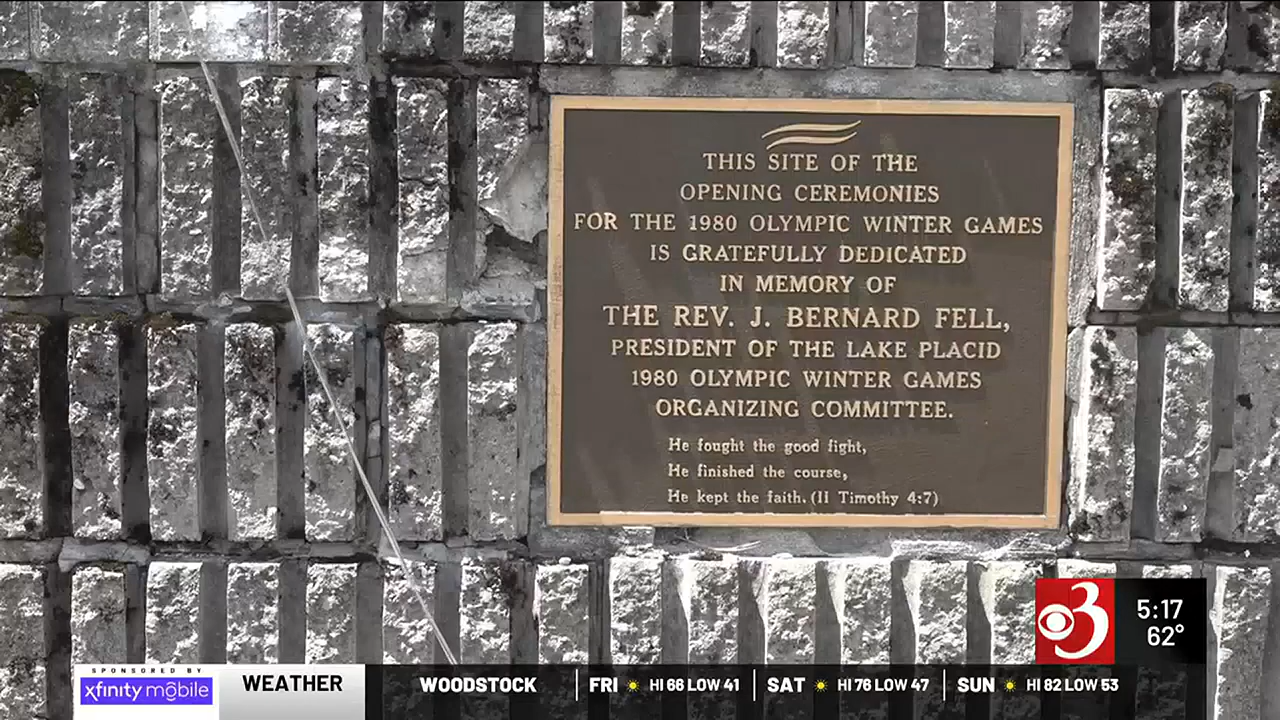 THIS SITE OF THE
OPENING CEREMONIES
FOR THE 1980 OLYMPIC WINTER GAMES
IS GRATEFULLY DEDICATED
IN MEMORY OF
THE REV. J. BERNARD FELL,
PRESIDENT OF THE LAKE PLACID
1980 OLYMPIC WINTER GAMES
ORGANIZING COMMITTEE.
He fought the good fight,
He finished the course,
He kept the faith. (II Timothy 4:7)
3
5:17
62°
SPONSORED BY
xfinity mobile
WEATHER
WOODSTOCK
FRI HI 66 LOW 41
SAT HI 76 LOW 47
SUN HI 82 LOW 53